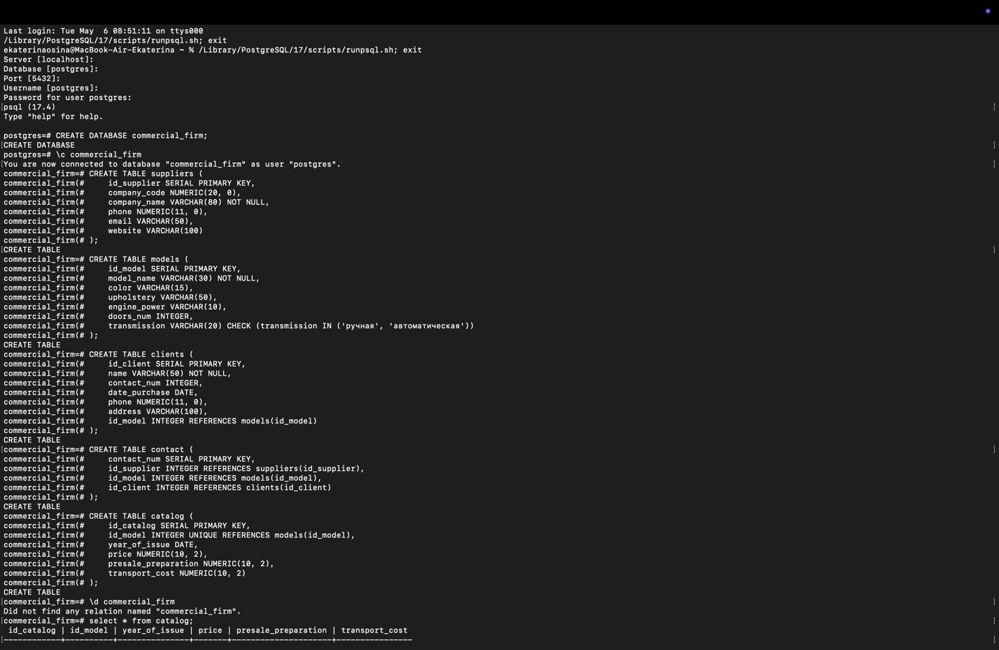 Last login: Tue May  6 08:51:11 on ttys000
/Library/PostgreSQL/17/scripts/runpsql.sh; exit
ekaterinaosina@MacBook-Air-Ekaterina ~ % /Library/PostgreSQL/17/scripts/runpsql.sh; exit
Server [localhost]:
Database [postgres]:
Port [5432]:
Username [postgres]:
Password for user postgres:
[psql (17.4) ]
Type "help" for help.

postgres=# CREATE DATABASE commercial_firm;
[CREATE DATABASE ]
postgres=# \c commercial_firm
[You are now connected to database "commercial_firm" as user "postgres". ]
commercial_firm=# CREATE TABLE suppliers (
commercial_firm(#     id_supplier SERIAL PRIMARY KEY,
commercial_firm(#     company_code NUMERIC(20, 0),
commercial_firm(#     company_name VARCHAR(80) NOT NULL,
commercial_firm(#     phone NUMERIC(11, 0),
commercial_firm(#     email VARCHAR(50),
commercial_firm(#     website VARCHAR(100)
commercial_firm(# );
[CREATE TABLE ]
commercial_firm=# CREATE TABLE models (
commercial_firm(#     id_model SERIAL PRIMARY KEY,
commercial_firm(#     model_name VARCHAR(30) NOT NULL,
commercial_firm(#     color VARCHAR(15),
commercial_firm(#     upholstery VARCHAR(50),
commercial_firm(#     engine_power VARCHAR(10),
commercial_firm(#     doors_num INTEGER,
commercial_firm(#     transmission VARCHAR(20) CHECK (transmission IN ('ручная', 'автоматическая'))
commercial_firm(# );
CREATE TABLE
commercial_firm=# CREATE TABLE clients (
commercial_firm(#     id_client SERIAL PRIMARY KEY,
commercial_firm(#     name VARCHAR(50) NOT NULL,
commercial_firm(#     contact_num INTEGER,
commercial_firm(#     date_purchase DATE,
commercial_firm(#     phone NUMERIC(11, 0),
commercial_firm(#     address VARCHAR(100),
commercial_firm(#     id_model INTEGER REFERENCES models(id_model)
commercial_firm(# );
CREATE TABLE
[commercial_firm=# CREATE TABLE contact ( ]
commercial_firm(#     contact_num SERIAL PRIMARY KEY,
commercial_firm(#     id_supplier INTEGER REFERENCES suppliers(id_supplier),
commercial_firm(#     id_model INTEGER REFERENCES models(id_model),
commercial_firm(#     id_client INTEGER REFERENCES clients(id_client)
commercial_firm(# );
CREATE TABLE
commercial_firm=# CREATE TABLE catalog (
commercial_firm(#     id_catalog SERIAL PRIMARY KEY,
commercial_firm(#     id_model INTEGER UNIQUE REFERENCES models(id_model),
commercial_firm(#     year_of_issue DATE,
commercial_firm(#     price NUMERIC(10, 2),
commercial_firm(#     presale_preparation NUMERIC(10, 2),
commercial_firm(#     transport_cost NUMERIC(10, 2)
commercial_firm(# );
CREATE TABLE
[commercial_firm=# \d commercial_firm ]
Did not find any relation named "commercial_firm".
[commercial_firm=# select * from catalog; ]
 id_catalog | id_model | year_of_issue | price | presale_preparation | transport_cost
[------------+----------+---------------+-------+---------------------+---------------- ]